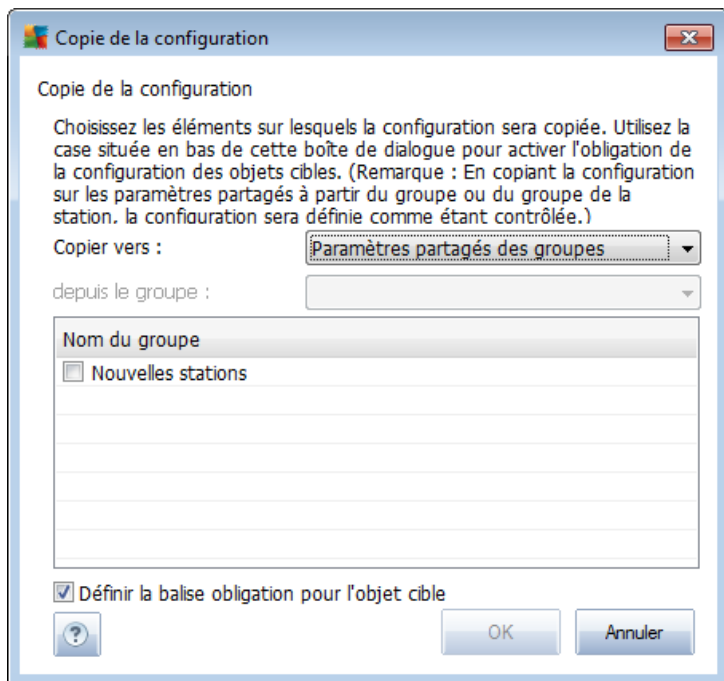 Copie de la configuration
Copie de la configuration
Choisissez les éléments sur lesquels la configuration sera copiée. Utilisez la
case située en bas de cette boîte de dialogue pour activer l'obligation de
la configuration des objets cibles. (Remarque : En copiant la configuration
sur les paramètres partagés à partir du groupe ou du groupe de la
station, la configuration sera définie comme étant contrôlée.)
Copier vers :
Paramètres partagés des groupes
depuis le groupe :
Nom du groupe
Nouvelles stations
Définir la balise obligation pour l'objet cible
?
OK
Annuler